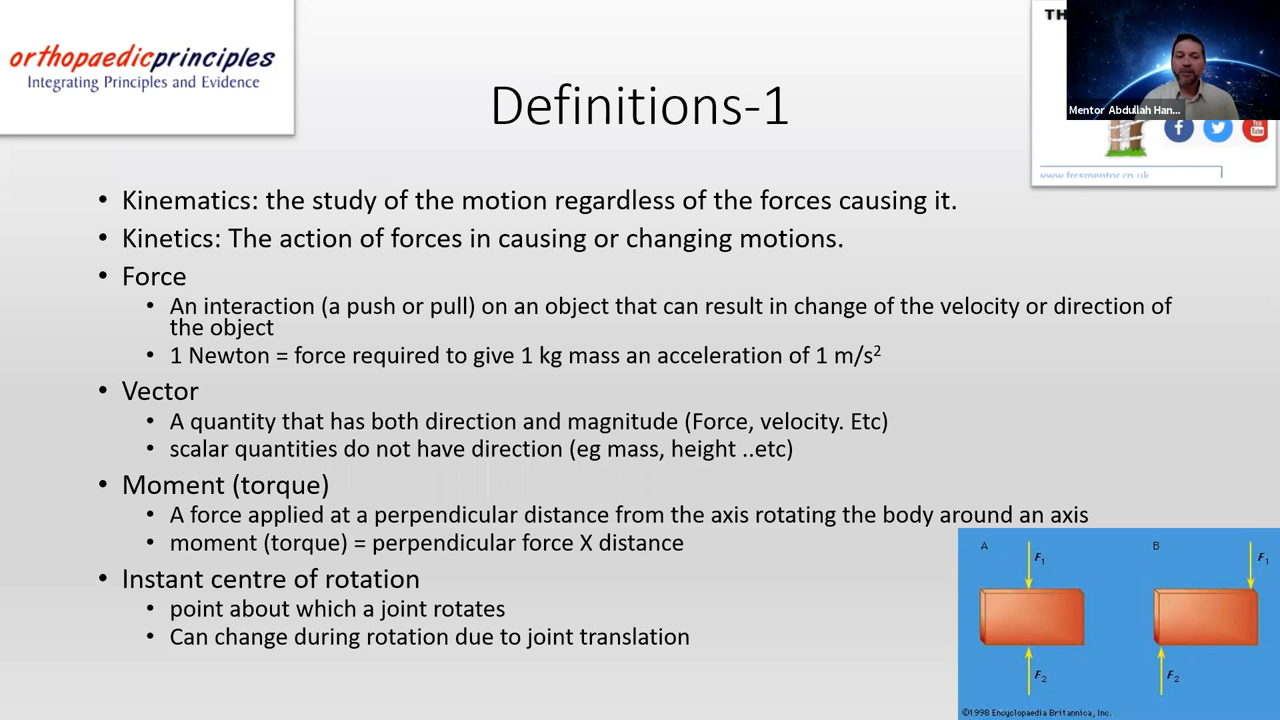 orthopaedicprinciples
Integrating Principles and Evidence
TH
Mentor Abdullah Han...
www.frcsmentor.co.uk
Definitions-1
• Kinematics: the study of the motion regardless of the forces causing it.
• Kinetics: The action of forces in causing or changing motions.
• Force
• An interaction (a push or pull) on an object that can result in change of the velocity or direction of
the object
• 1 Newton = force required to give 1 kg mass an acceleration of 1 m/s²
• Vector
• A quantity that has both direction and magnitude (Force, velocity. Etc)
• scalar quantities do not have direction (eg mass, height ..etc)
• Moment (torque)
• A force applied at a perpendicular distance from the axis rotating the body around an axis
• moment (torque) = perpendicular force X distance
• Instant centre of rotation
• point about which a joint rotates
• Can change during rotation due to joint translation
A B
F₁ F₁
F₂ F₂
©1998 Encyclopaedia Britannica, Inc.